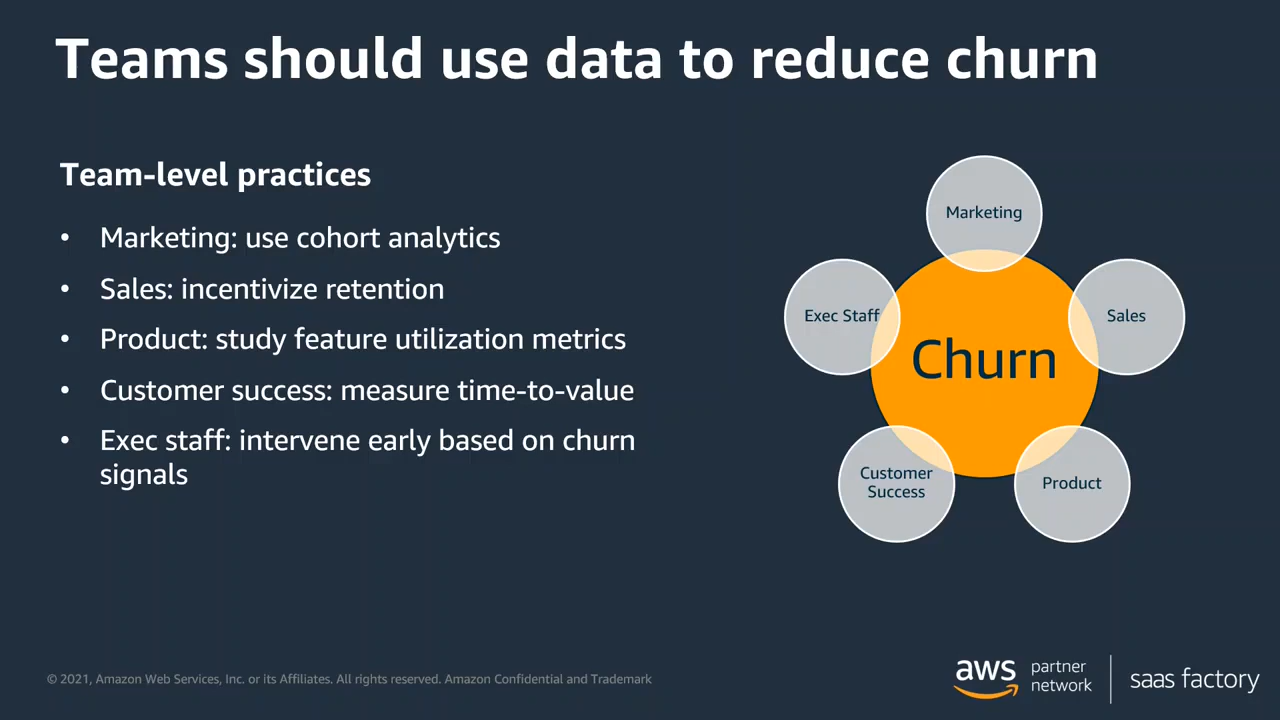 Teams should use data to reduce churn
Team-level practices
• Marketing: use cohort analytics
• Sales: incentivize retention
• Product: study feature utilization metrics
• Customer success: measure time-to-value
• Exec staff: intervene early based on churn
signals
Marketing
Exec Staff
Sales
Churn
Customer
Success
Product
© 2021, Amazon Web Services, Inc. or its Affiliates. All rights reserved. Amazon Confidential and Trademark
aws
partner
network
saas factory